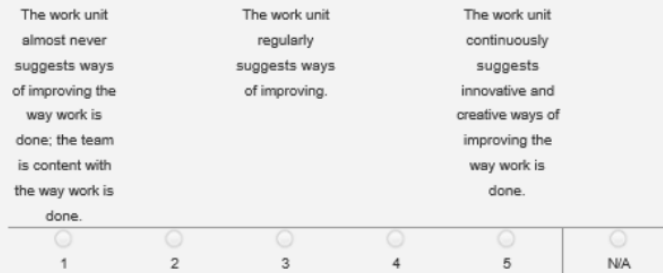 The work unit
almost never
suggests ways
of improving the
way work is
done; the team
is content with
the way work is
done.
The work unit
regularly
suggests ways
of improving.
The work unit
continuously
suggests
innovative and
creative ways of
improving the
way work is
done.
1 2 3 4 5 N/A